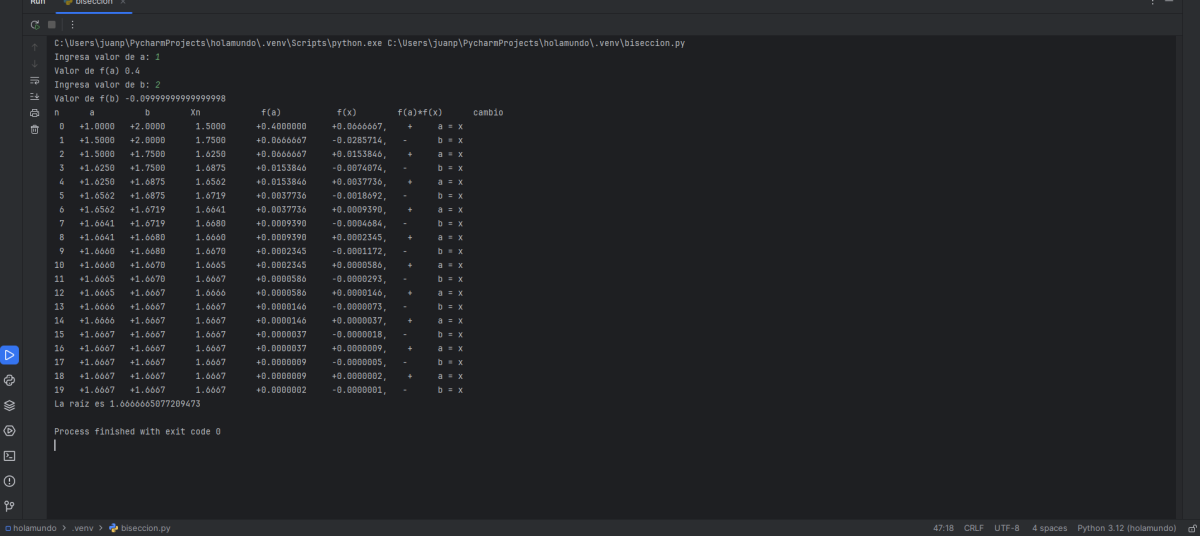 Run biseccion ×
C:\Users\juanp\PycharmProjects\holamundo\.venv\Scripts\python.exe C:\Users\juanp\PycharmProjects\holamundo\.venv\biseccion.py
Ingresa valor de a: 1
Valor de f(a) 0.4
Ingresa valor de b: 2
Valor de f(b) -0.09999999999999998
n a b Xn f(a) f(x) f(a)*f(x) cambio
0 +1.0000 +2.0000 1.5000 +0.4000000 +0.0666667, + a = x
1 +1.5000 +2.0000 1.7500 +0.0666667 -0.0285714, - b = x
2 +1.5000 +1.7500 1.6250 +0.0666667 +0.0153846, + a = x
3 +1.6250 +1.7500 1.6875 +0.0153846 -0.0074074, - b = x
4 +1.6250 +1.6875 1.6562 +0.0153846 +0.0037736, + a = x
5 +1.6562 +1.6875 1.6719 +0.0037736 -0.0018692, - b = x
6 +1.6562 +1.6719 1.6641 +0.0037736 +0.0009390, + a = x
7 +1.6641 +1.6719 1.6680 +0.0009390 -0.0004684, - b = x
8 +1.6641 +1.6680 1.6660 +0.0009390 +0.0002345, + a = x
9 +1.6660 +1.6680 1.6670 +0.0002345 -0.0001172, - b = x
10 +1.6660 +1.6670 1.6665 +0.0002345 +0.0000586, + a = x
11 +1.6665 +1.6670 1.6667 +0.0000586 -0.0000293, - b = x
12 +1.6665 +1.6667 1.6666 +0.0000586 +0.0000146, + a = x
13 +1.6666 +1.6667 1.6667 +0.0000146 -0.0000073, - b = x
14 +1.6666 +1.6667 1.6667 +0.0000146 +0.0000037, + a = x
15 +1.6667 +1.6667 1.6667 +0.0000037 -0.0000018, - b = x
16 +1.6667 +1.6667 1.6667 +0.0000037 +0.0000009, + a = x
17 +1.6667 +1.6667 1.6667 +0.0000009 -0.0000005, - b = x
18 +1.6667 +1.6667 1.6667 +0.0000009 +0.0000002, + a = x
19 +1.6667 +1.6667 1.6667 +0.0000002 -0.0000001, - b = x
La raiz es 1.6666665077209473
Process finished with exit code 0
holamundo > .venv > biseccion.py 47:18 CRLF UTF-8 4 spaces Python 3.12 (holamundo)